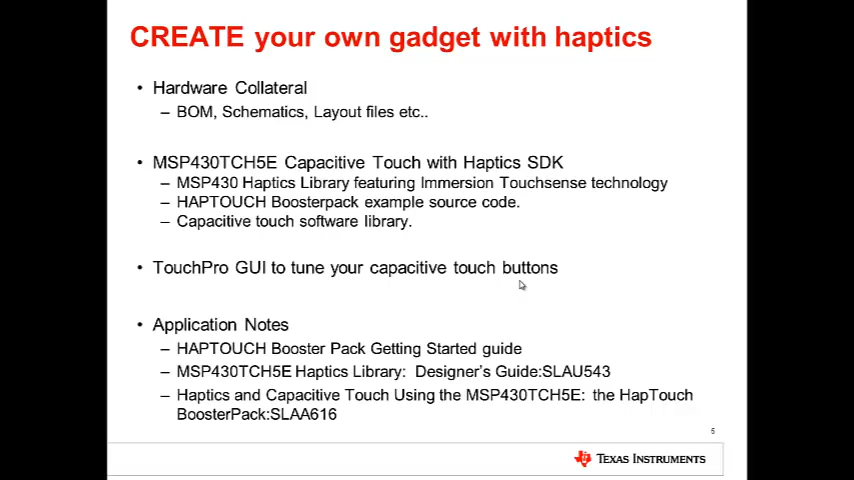 CREATE your own gadget with haptics
• Hardware Collateral
– BOM, Schematics, Layout files etc..
• MSP430TCH5E Capacitive Touch with Haptics SDK
– MSP430 Haptics Library featuring Immersion Touchsense technology
– HAPTOUCH Boosterpack example source code.
– Capacitive touch software library.
• TouchPro GUI to tune your capacitive touch buttons
• Application Notes
– HAPTOUCH Booster Pack Getting Started guide
– MSP430TCH5E Haptics Library: Designer's Guide:SLAU543
– Haptics and Capacitive Touch Using the MSP430TCH5E: the HapTouch
BoosterPack:SLAA616
5
TEXAS INSTRUMENTS